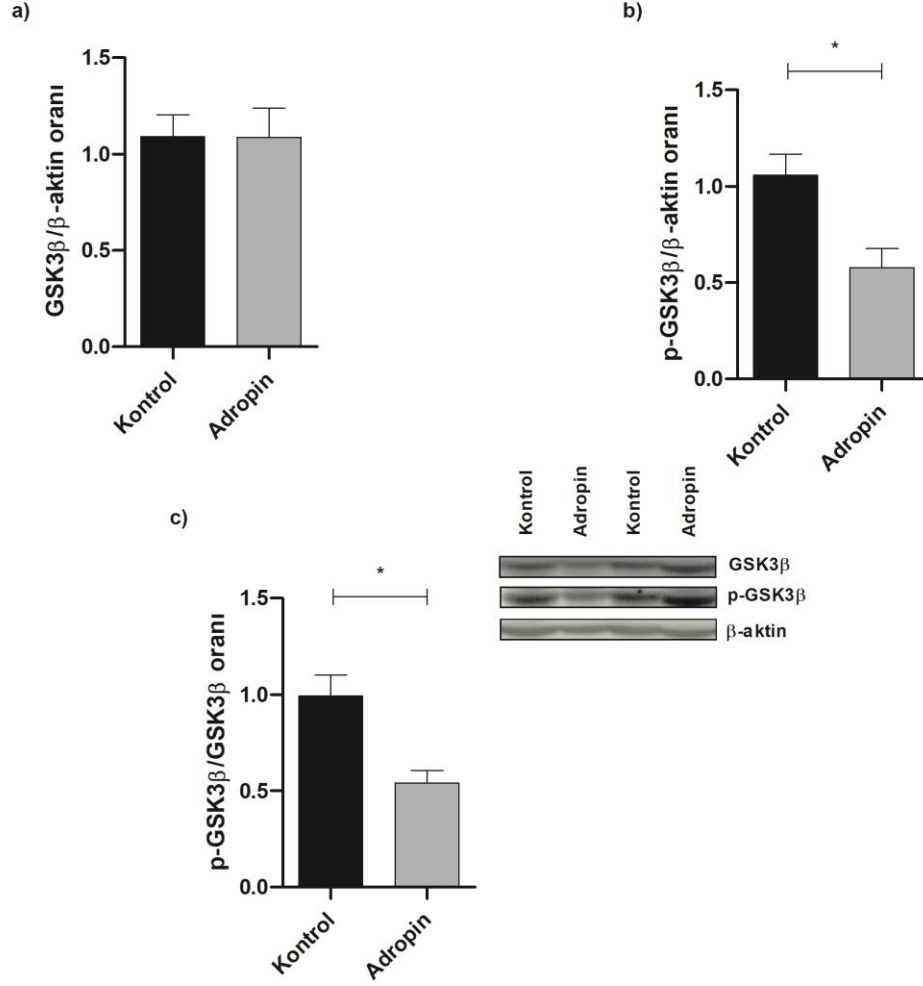 a)
GSK3β/β-aktin oranı
1.5
1.0
0.5
0.0
Kontrol
Adropin
b)
*
p-GSK3β/β-aktin oranı
1.5
1.0
0.5
0.0
Kontrol
Adropin
c)
*
p-GSK3β/GSK3β oranı
1.5
1.0
0.5
0.0
Kontrol
Adropin
Kontrol
Adropin
Kontrol
Adropin
GSK3β
p-GSK3β
β-aktin